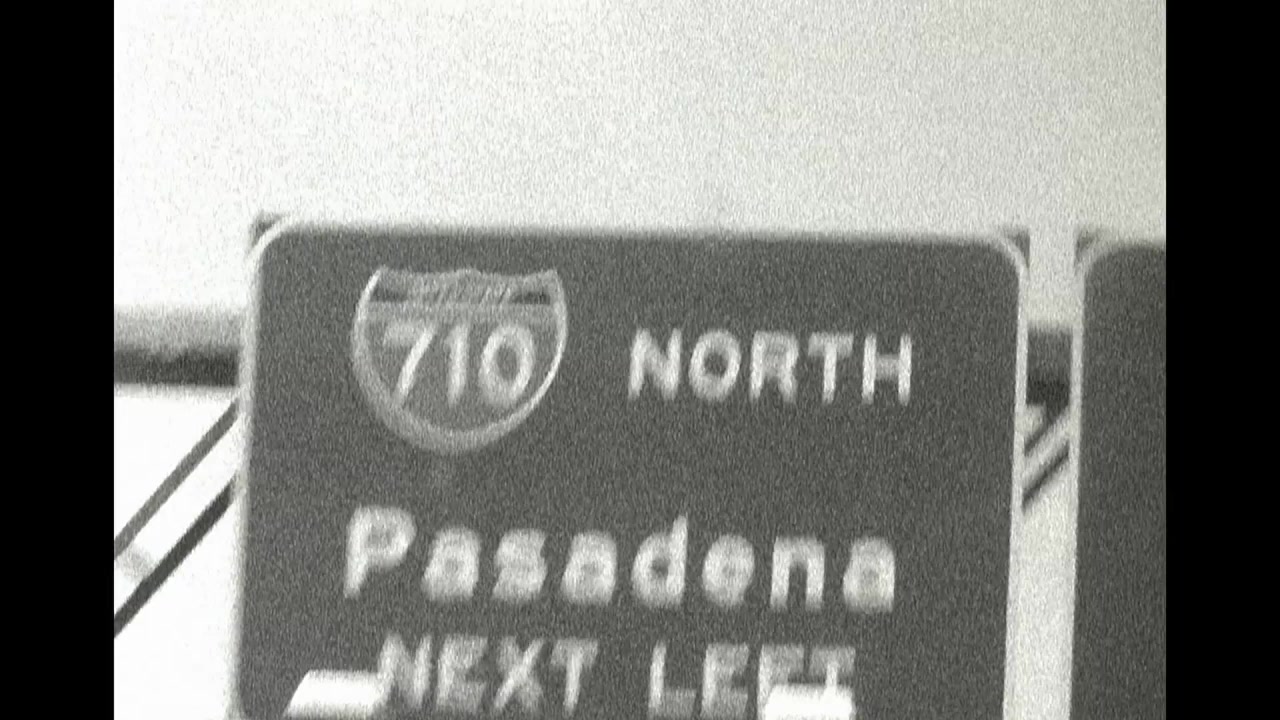 710 NORTH
Pasadena
NEXT LEFT